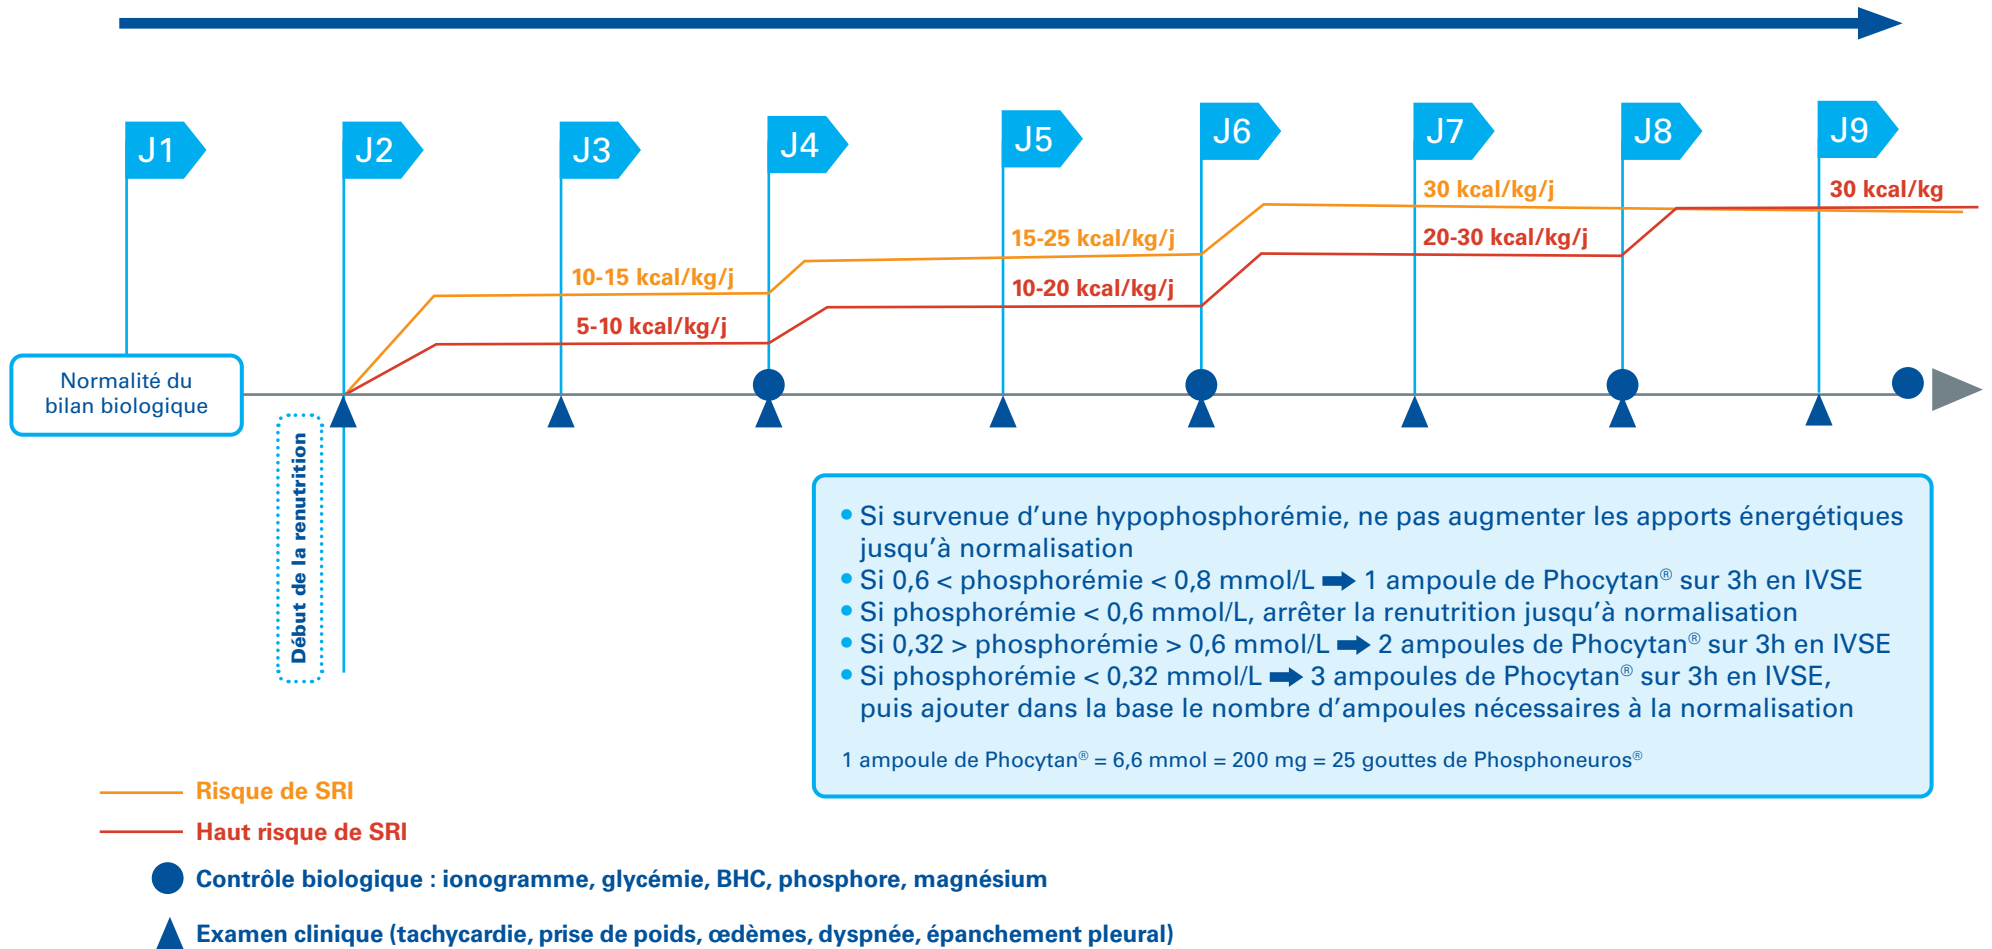 J1
J2
J3
J4
J5
J6
J7
J8
J9
30 kcal/kg/j
30 kcal/kg
15-25 kcal/kg/j
20-30 kcal/kg/j
10-15 kcal/kg/j
10-20 kcal/kg/j
5-10 kcal/kg/j
Normalité du
bilan biologique
Début de la renutrition
• Si survenue d’une hypophosphorémie, ne pas augmenter les apports énergétiques
jusqu’à normalisation
• Si 0,6 < phosphorémie < 0,8 mmol/L ➡ 1 ampoule de Phocytan® sur 3h en IVSE
• Si phosphorémie < 0,6 mmol/L, arrêter la renutrition jusqu’à normalisation
• Si 0,32 > phosphorémie > 0,6 mmol/L ➡ 2 ampoules de Phocytan® sur 3h en IVSE
• Si phosphorémie < 0,32 mmol/L ➡ 3 ampoules de Phocytan® sur 3h en IVSE,
puis ajouter dans la base le nombre d’ampoules nécessaires à la normalisation
1 ampoule de Phocytan® = 6,6 mmol = 200 mg = 25 gouttes de Phosphoneuros®
Risque de SRI
Haut risque de SRI
Contrôle biologique : ionogramme, glycémie, BHC, phosphore, magnésium
Examen clinique (tachycardie, prise de poids, œdèmes, dyspnée, épanchement pleural)